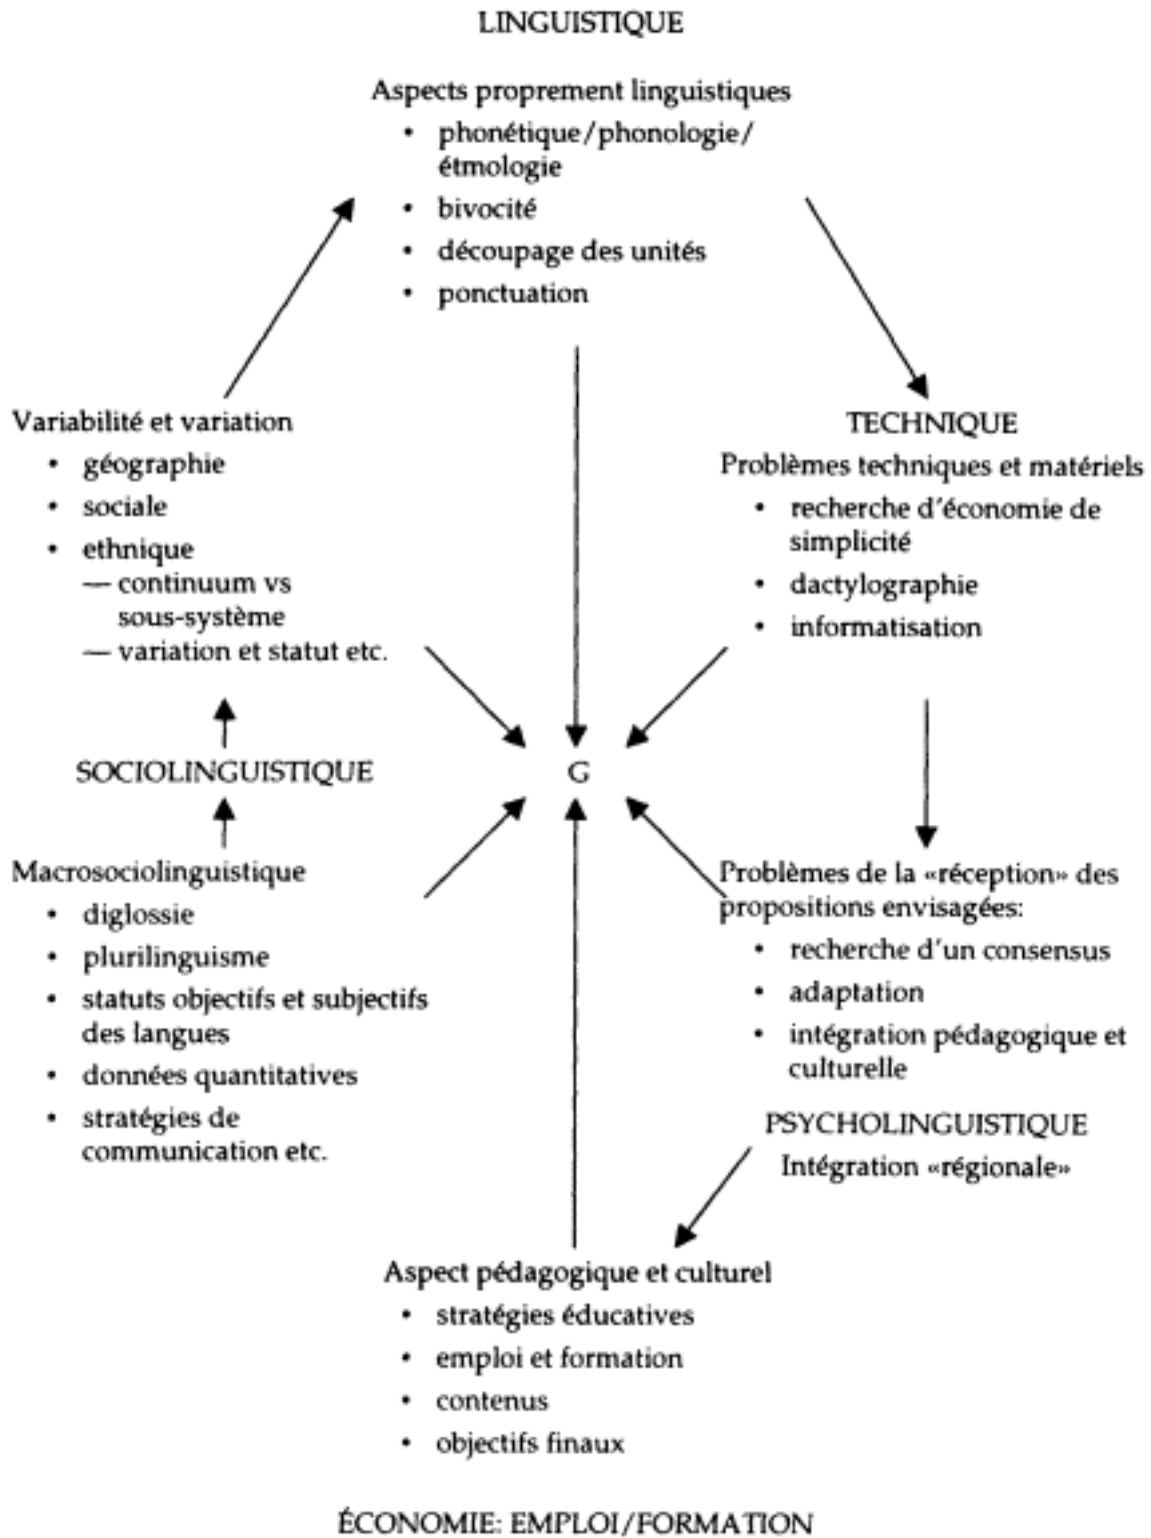 LINGUISTIQUE
Aspects proprement linguistiques
• phonétique/phonologie/
étmologie
• bivocité
• découpage des unités
• ponctuation
Variabilité et variation
• géographie
• sociale
• ethnique
— continuum vs
sous-système
— variation et statut etc.
TECHNIQUE
Problèmes techniques et matériels
• recherche d'économie de
simplicité
• dactylographie
• informatisation
SOCIOLINGUISTIQUE
G
Macrosociolinguistique
• diglossie
• plurilinguisme
• statuts objectifs et subjectifs
des langues
• données quantitatives
• stratégies de
communication etc.
Problèmes de la «réception» des
propositions envisagées:
• recherche d'un consensus
• adaptation
• intégration pédagogique et
culturelle
PSYCHOLINGUISTIQUE
Intégration «régionale»
Aspect pédagogique et culturel
• stratégies éducatives
• emploi et formation
• contenus
• objectifs finaux
ÉCONOMIE: EMPLOI/FORMATION